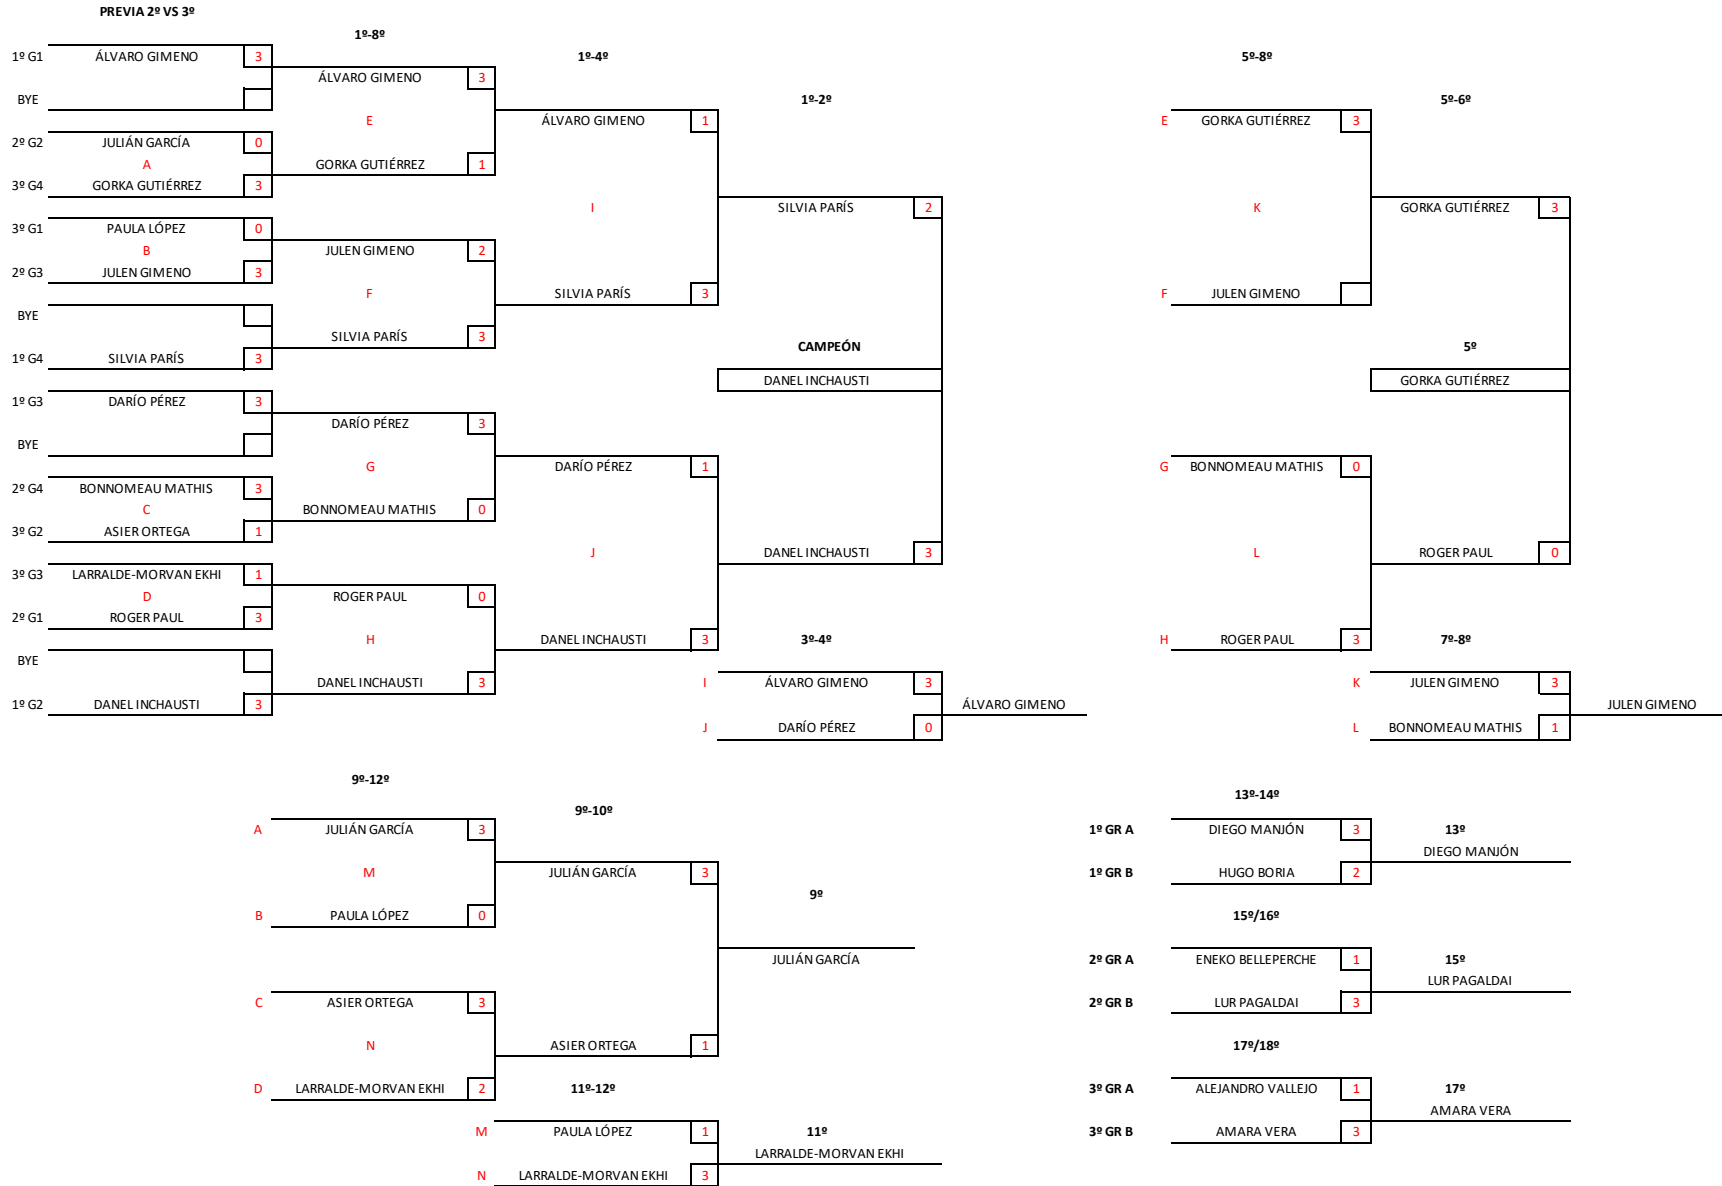 PREVIA 2º VS 3º
1º-8º
1º G1 ÁLVARO GIMENO 3 1º-4º 5º-8º
ÁLVARO GIMENO 3
BYE 1º-2º 5º-6º
E ÁLVARO GIMENO 1 E GORKA GUTIÉRREZ 3
2º G2 JULIÁN GARCÍA 0
A GORKA GUTIÉRREZ 1
3º G4 GORKA GUTIÉRREZ 3
I SILVIA PARÍS 2 K GORKA GUTIÉRREZ 3
3º G1 PAULA LÓPEZ 0
B JULEN GIMENO 2
2º G3 JULEN GIMENO 3
F SILVIA PARÍS 3 F JULEN GIMENO
BYE
SILVIA PARÍS 3
CAMPEÓN 5º
1º G4 SILVIA PARÍS 3
DANEL INCHAUSTI GORKA GUTIÉRREZ
1º G3 DARÍO PÉREZ 3
DARÍO PÉREZ 3
BYE
G DARÍO PÉREZ 1 G BONNOMEAU MATHIS 0
2º G4 BONNOMEAU MATHIS 3
C BONNOMEAU MATHIS 0
3º G2 ASIER ORTEGA 1
J DANEL INCHAUSTI 3 L ROGER PAUL 0
3º G3 LARRALDE-MORVAN EKHI 1
D ROGER PAUL 0
2º G1 ROGER PAUL 3
H DANEL INCHAUSTI 3 3º-4º H ROGER PAUL 3 7º-8º
BYE
DANEL INCHAUSTI 3 I ÁLVARO GIMENO 3 K JULEN GIMENO 3
1º G2 DANEL INCHAUSTI 3 ÁLVARO GIMENO JULEN GIMENO
J DARÍO PÉREZ 0 L BONNOMEAU MATHIS 1
9º-12º
13º-14º
9º-10º
A JULIÁN GARCÍA 3 1º GR A DIEGO MANJÓN 3 13º
DIEGO MANJÓN
M JULIÁN GARCÍA 3 1º GR B HUGO BORIA 2
9º
B PAULA LÓPEZ 0 15º/16º
JULIÁN GARCÍA 2º GR A ENEKO BELLEPERCHE 1 15º
LUR PAGALDAI
C ASIER ORTEGA 3 2º GR B LUR PAGALDAI 3
N ASIER ORTEGA 1 17º/18º
D LARRALDE-MORVAN EKHI 2 11º-12º 3º GR A ALEJANDRO VALLEJO 1 17º
AMARA VERA
M PAULA LÓPEZ 1 11º 3º GR B AMARA VERA 3
LARRALDE-MORVAN EKHI
N LARRALDE-MORVAN EKHI 3